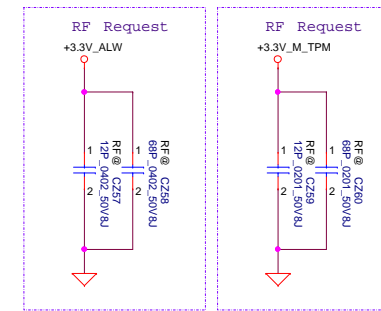 RF Request
+3.3V_ALW
1
2
RF@ CZ57
12P_0402_50V8J
1
2
RF@ CZ58
68P_0402_50V8J
RF Request
+3.3V_M_TPM
1
2
RF@ CZ59
12P_0201_50V8J
1
2
RF@ CZ60
68P_0201_50V8J